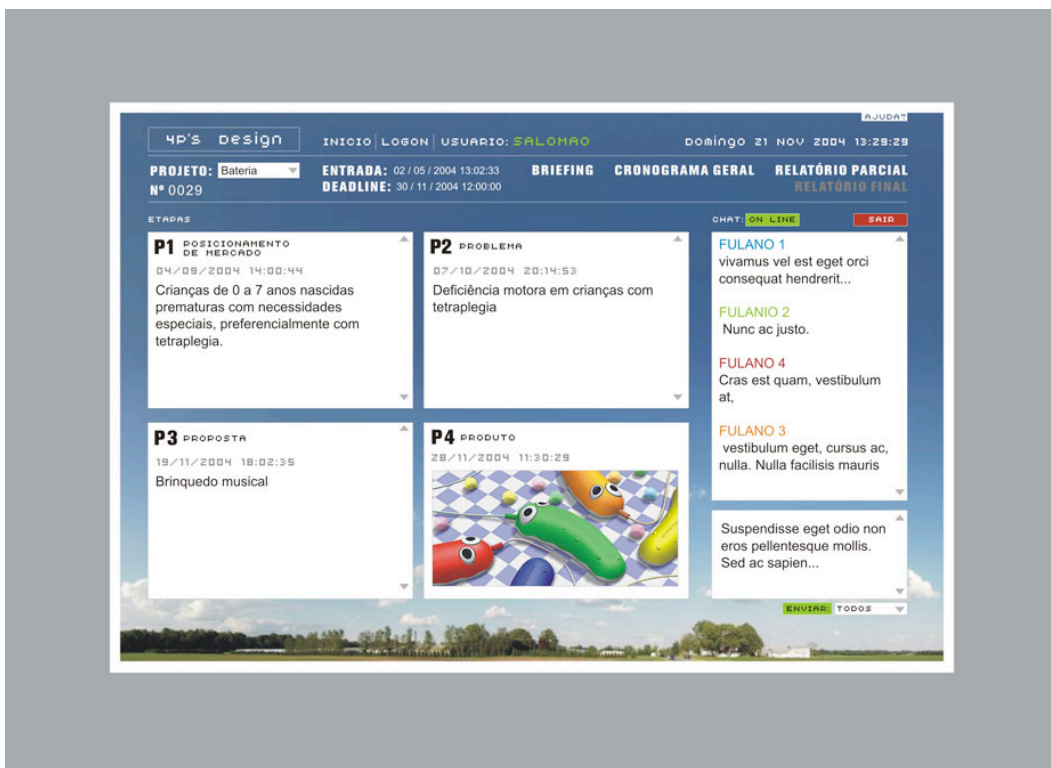 AJUDA?
4P'S Design
INICIO LOGON USUARIO: SALOMAO
Domingo 21 NOV 2004 13:29:29
PROJETO: Bateria
Nº 0029
ENTRADA: 02 / 05 / 2004 13:02:33
DEADLINE: 30 / 11 / 2004 12:00:00
BRIEFING
CRONOGRAMA GERAL
RELATÓRIO PARCIAL
RELATÓRIO FINAL
ETAPAS
P1 POSICIONAMENTO
DE MERCADO
04/09/2004 14:00:44
Crianças de 0 a 7 anos nascidas
prematuras com necessidades
especiais, preferencialmente com
tetraplegia.
P2 PROBLEMA
07/10/2004 20:14:53
Deficiência motora em crianças com
tetraplegia
P3 PROPOSTA
19/11/2004 18:02:35
Brinquedo musical
P4 PRODUTO
28/11/2004 11:30:29
CHAT: ON LINE
SAIR
FULANO 1
vivamus vel est eget orci
consequat hendrerit...
FULANIO 2
Nunc ac justo.
FULANO 4
Cras est quam, vestibulum
at,
FULANO 3
vestibulum eget, cursus ac,
nulla. Nulla facilisis mauris
Suspendisse eget odio non
eros pellentesque mollis.
Sed ac sapien...
ENVIAR: TODOS